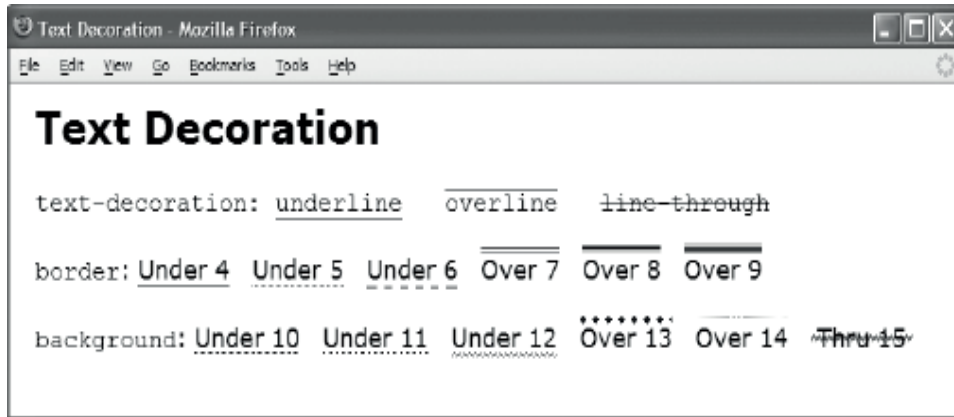 Text Decoration - Mozilla Firefox
File Edit View Go Bookmarks Tools Help
Text Decoration
text-decoration: underline overline line-through
border: Under 4 Under 5 Under 6 Over 7 Over 8 Over 9
background: Under 10 Under 11 Under 12 Over 13 Over 14 Thru 15